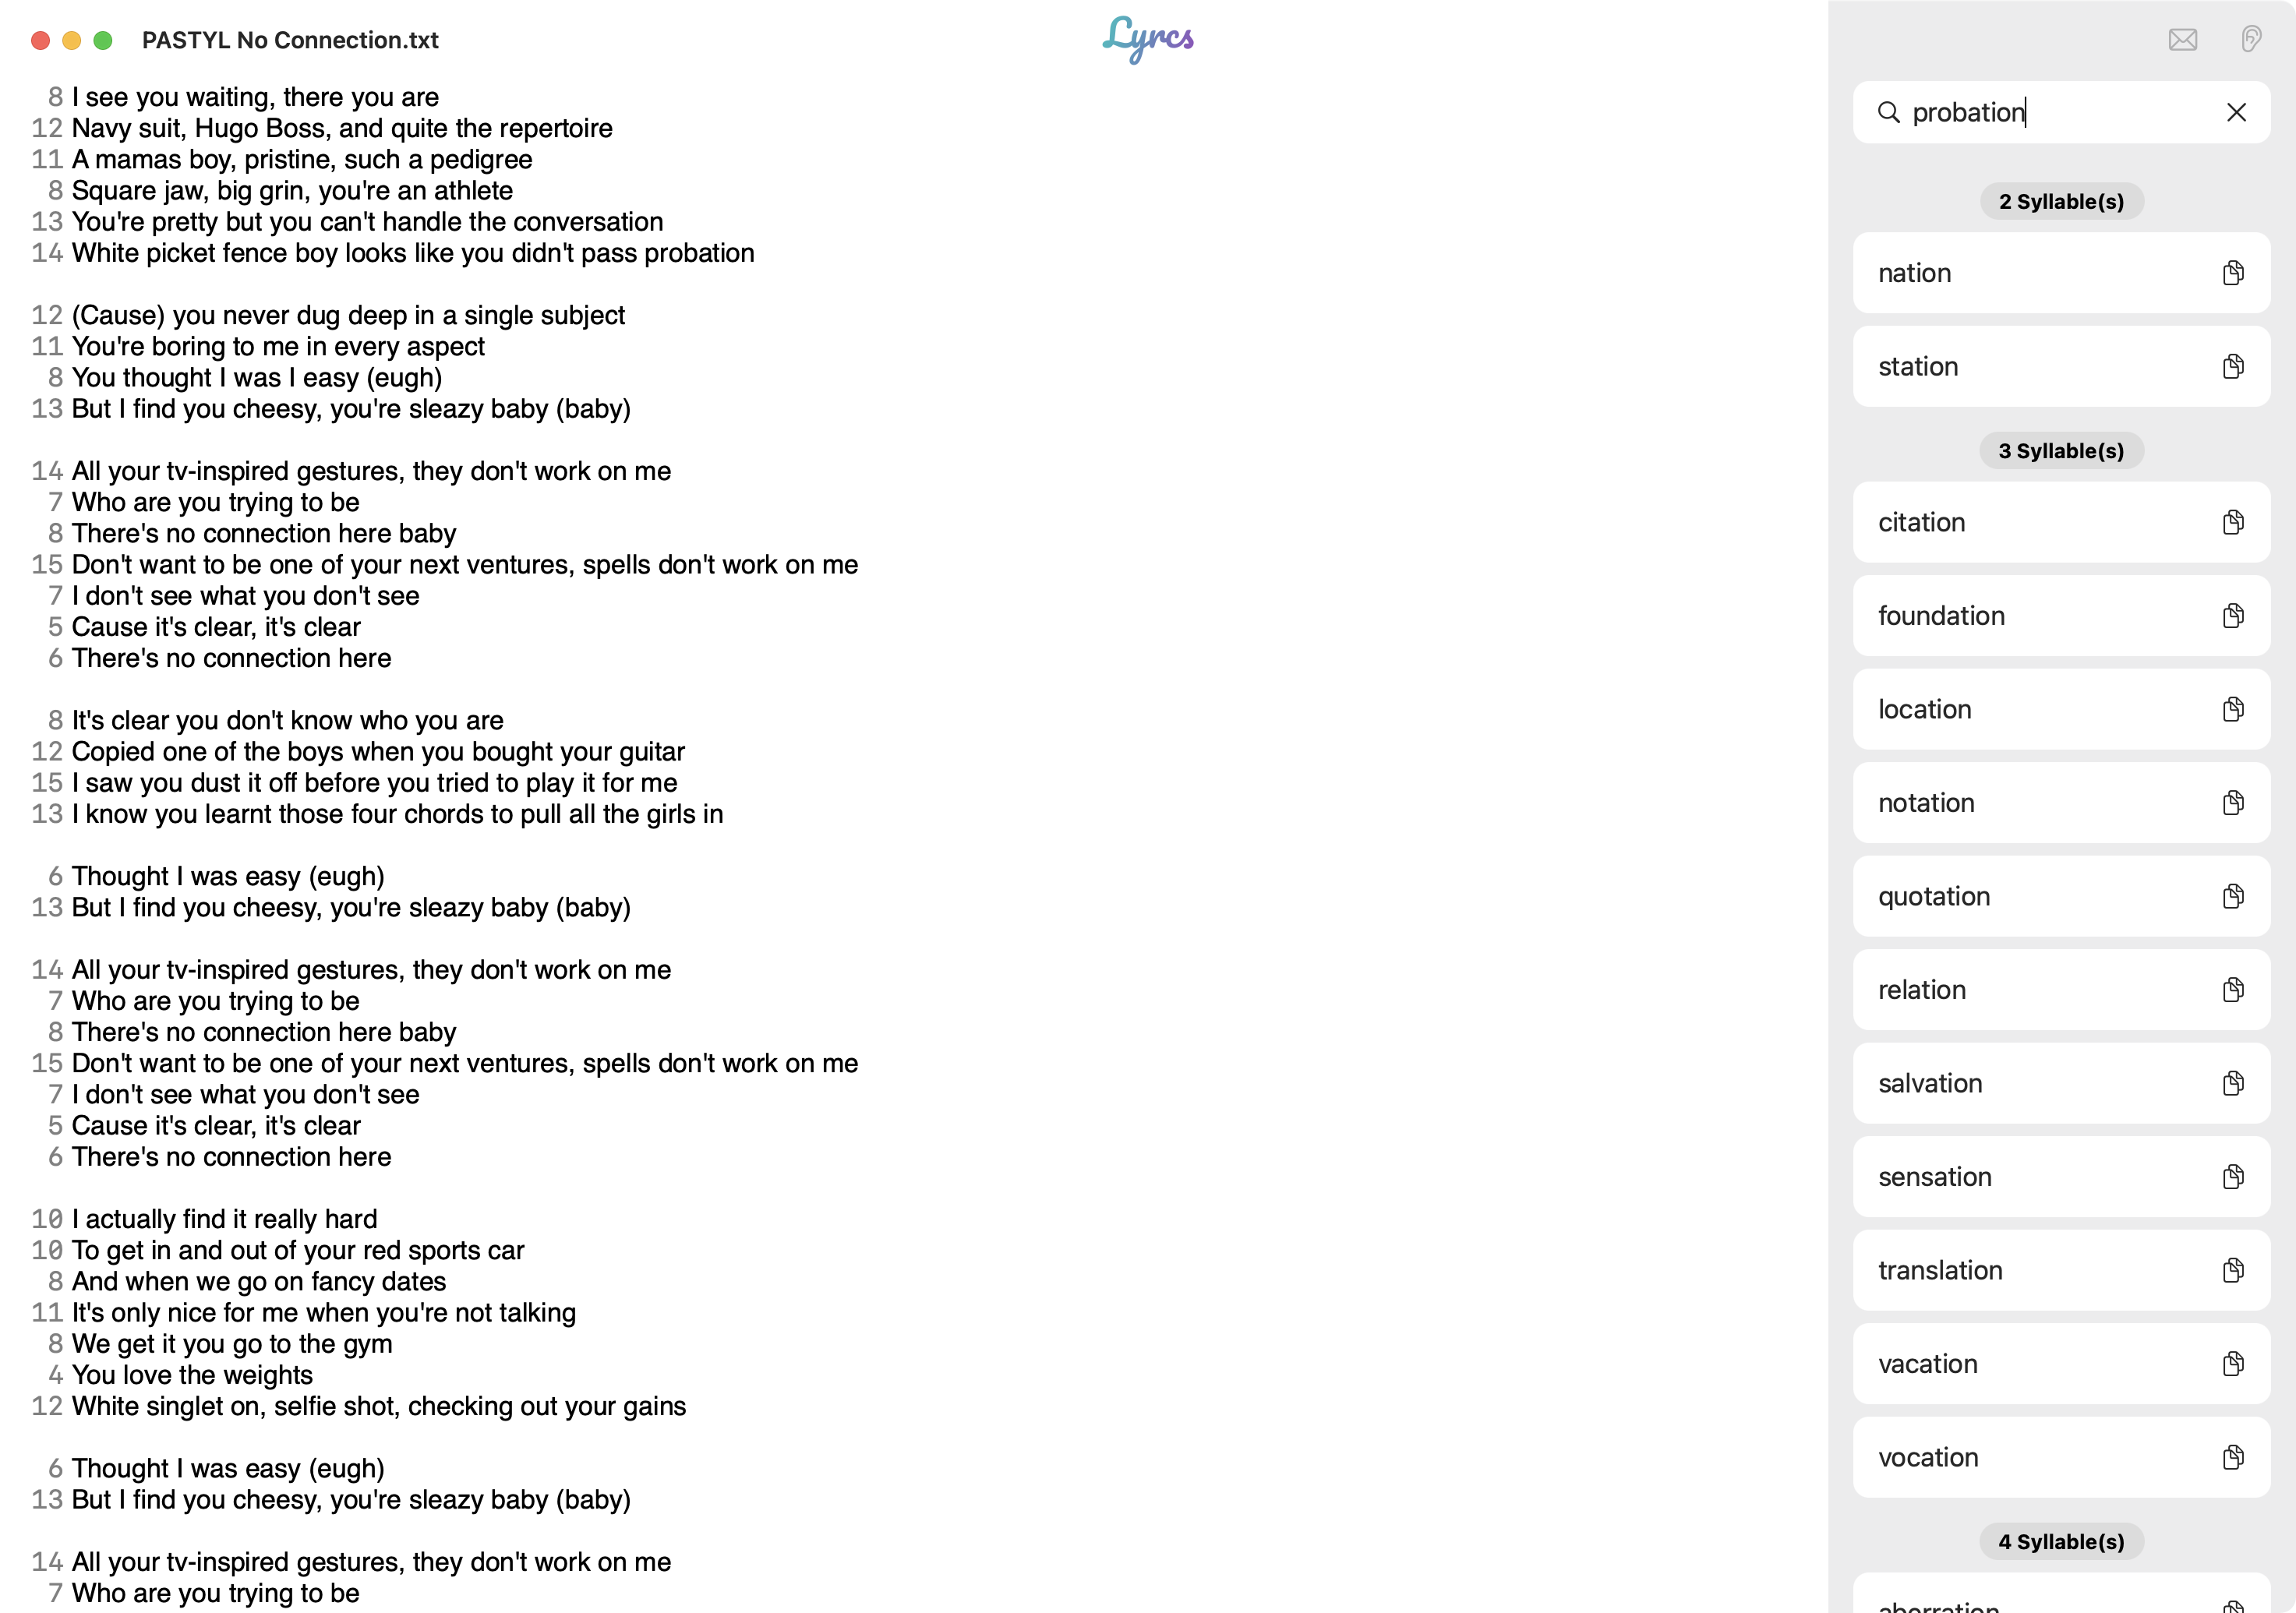 PASTYL No Connection.txt
Lyrcs
8 I see you waiting, there you are
12 Navy suit, Hugo Boss, and quite the repertoire
11 A mamas boy, pristine, such a pedigree
8 Square jaw, big grin, you're an athlete
13 You're pretty but you can't handle the conversation
14 White picket fence boy looks like you didn't pass probation
12 (Cause) you never dug deep in a single subject
11 You're boring to me in every aspect
8 You thought I was I easy (eugh)
13 But I find you cheesy, you're sleazy baby (baby)
14 All your tv-inspired gestures, they don't work on me
7 Who are you trying to be
8 There's no connection here baby
15 Don't want to be one of your next ventures, spells don't work on me
7 I don't see what you don't see
5 Cause it's clear, it's clear
6 There's no connection here
8 It's clear you don't know who you are
12 Copied one of the boys when you bought your guitar
15 I saw you dust it off before you tried to play it for me
13 I know you learnt those four chords to pull all the girls in
6 Thought I was easy (eugh)
13 But I find you cheesy, you're sleazy baby (baby)
14 All your tv-inspired gestures, they don't work on me
7 Who are you trying to be
8 There's no connection here baby
15 Don't want to be one of your next ventures, spells don't work on me
7 I don't see what you don't see
5 Cause it's clear, it's clear
6 There's no connection here
10 I actually find it really hard
10 To get in and out of your red sports car
8 And when we go on fancy dates
11 It's only nice for me when you're not talking
8 We get it you go to the gym
4 You love the weights
12 White singlet on, selfie shot, checking out your gains
6 Thought I was easy (eugh)
13 But I find you cheesy, you're sleazy baby (baby)
14 All your tv-inspired gestures, they don't work on me
7 Who are you trying to be
probation
2 Syllable(s)
nation
station
3 Syllable(s)
citation
foundation
location
notation
quotation
relation
salvation
sensation
translation
vacation
vocation
4 Syllable(s)
aberration